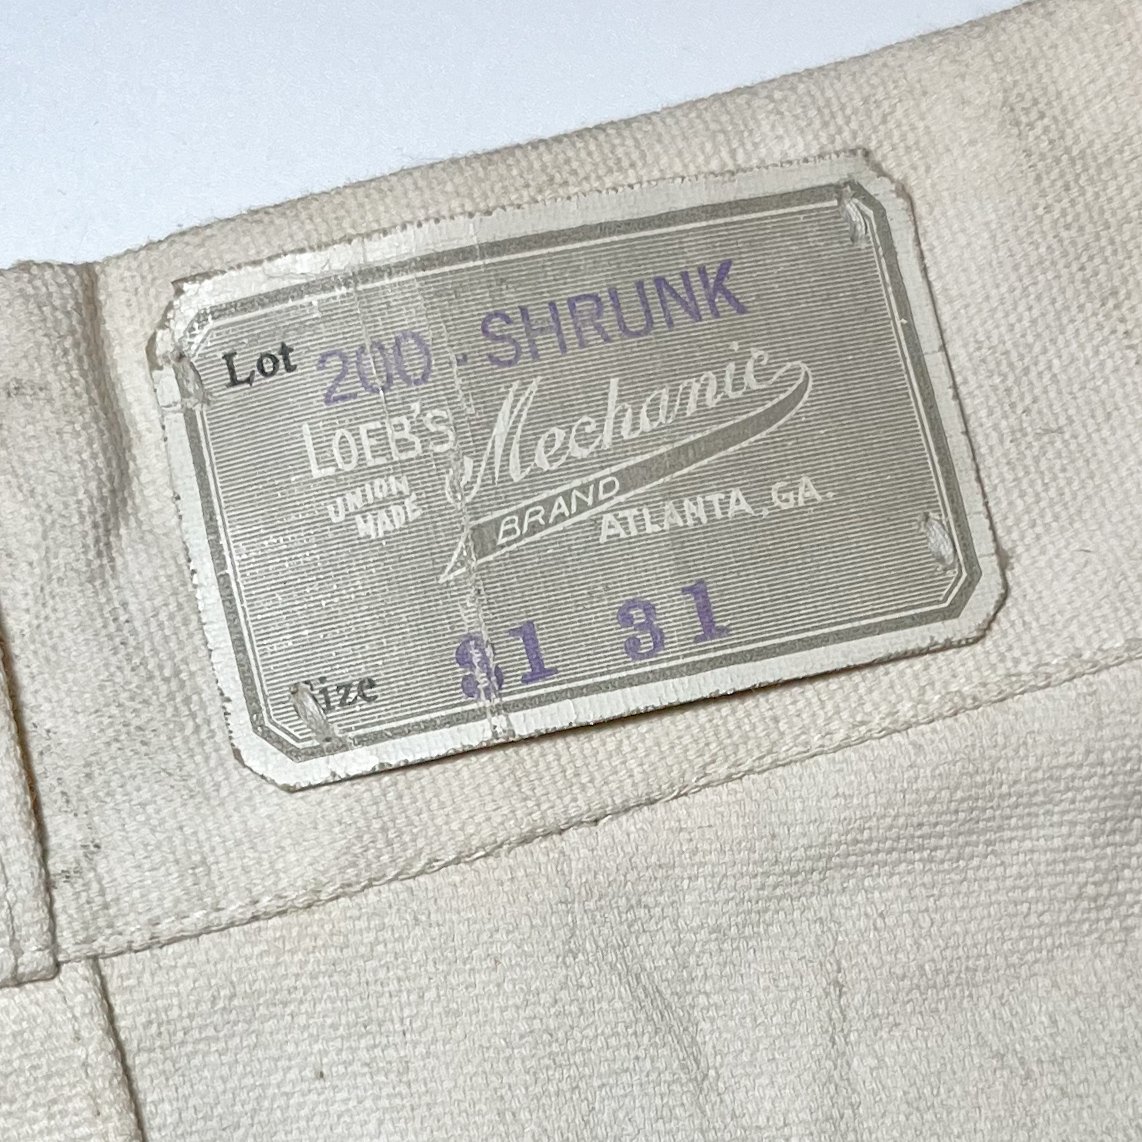 Lot 200-SHRUNK
LOEB'S Mechanic
UNION MADE
BRAND
ATLANTA, GA.
Size 31 31